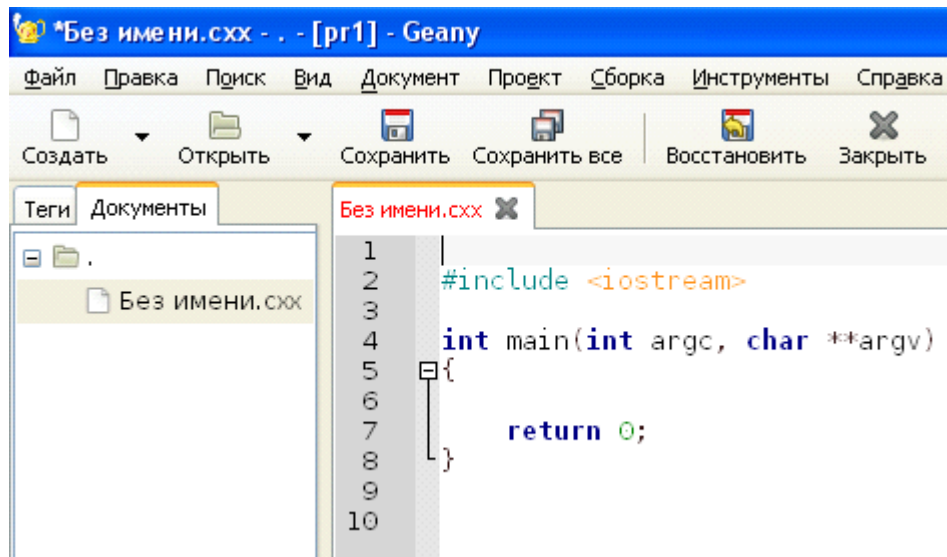 *Без имени.cxx - . - [pr1] - Geany
Файл Правка Поиск Вид Документ Проект Сборка Инструменты Справка
Создать Открыть Сохранить Сохранить все Восстановить Закрыть
Теги Документы Без имени.cxx
.
Без имени.cxx
1
2 #include <iostream>
3
4 int main(int argc, char **argv)
5 {
6
7 return 0;
8 }
9
10